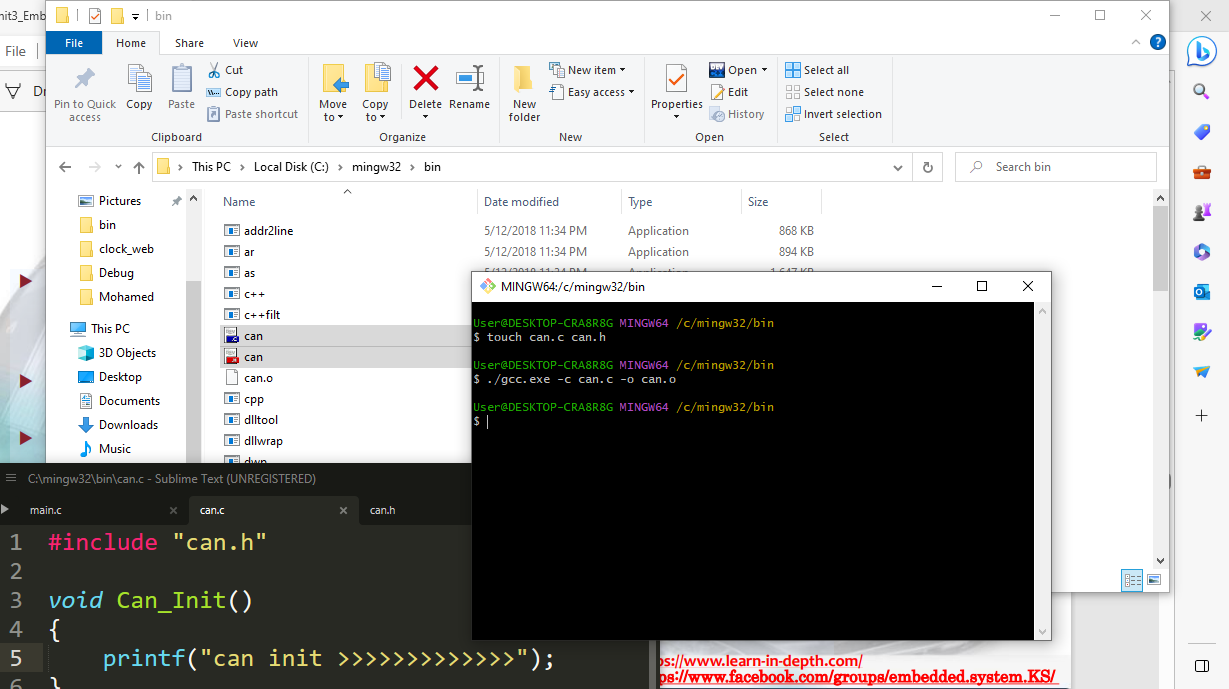 nit3_Emb
File
Dr
bin
File
Home
Share
View
Pin to Quick
access
Copy
Paste
Cut
Copy path
Paste shortcut
Clipboard
Move
to
Copy
to
Delete
Rename
Organize
New
folder
New item
Easy access
New
Properties
Open
Edit
History
Open
Select all
Select none
Invert selection
Select
This PC > Local Disk (C:) > mingw32 > bin
Search bin
Pictures
bin
clock_web
Debug
Mohamed
This PC
3D Objects
Desktop
Documents
Downloads
Music
Name Date modified Type Size
addr2line 5/12/2018 11:34 PM Application 868 KB
ar 5/12/2018 11:34 PM Application 894 KB
as 5/12/2018 11:34 PM Application 1,647 KB
c++
c++filt
can
can
can.o
cpp
dlltool
dllwrap
dwp
MINGW64:/c/mingw32/bin
User@DESKTOP-CRA8R8G MINGW64 /c/mingw32/bin
$ touch can.c can.h
User@DESKTOP-CRA8R8G MINGW64 /c/mingw32/bin
$ ./gcc.exe -c can.c -o can.o
User@DESKTOP-CRA8R8G MINGW64 /c/mingw32/bin
$
C:\mingw32\bin\can.c - Sublime Text (UNREGISTERED)
main.c
can.c
can.h
1 #include "can.h"
2
3 void Can_Init()
4 {
5 printf("can init >>>>>>>>>>>>>");
6 }
ps://www.learn-in-depth.com/
ps://www.facebook.com/groups/embedded.system.KS/